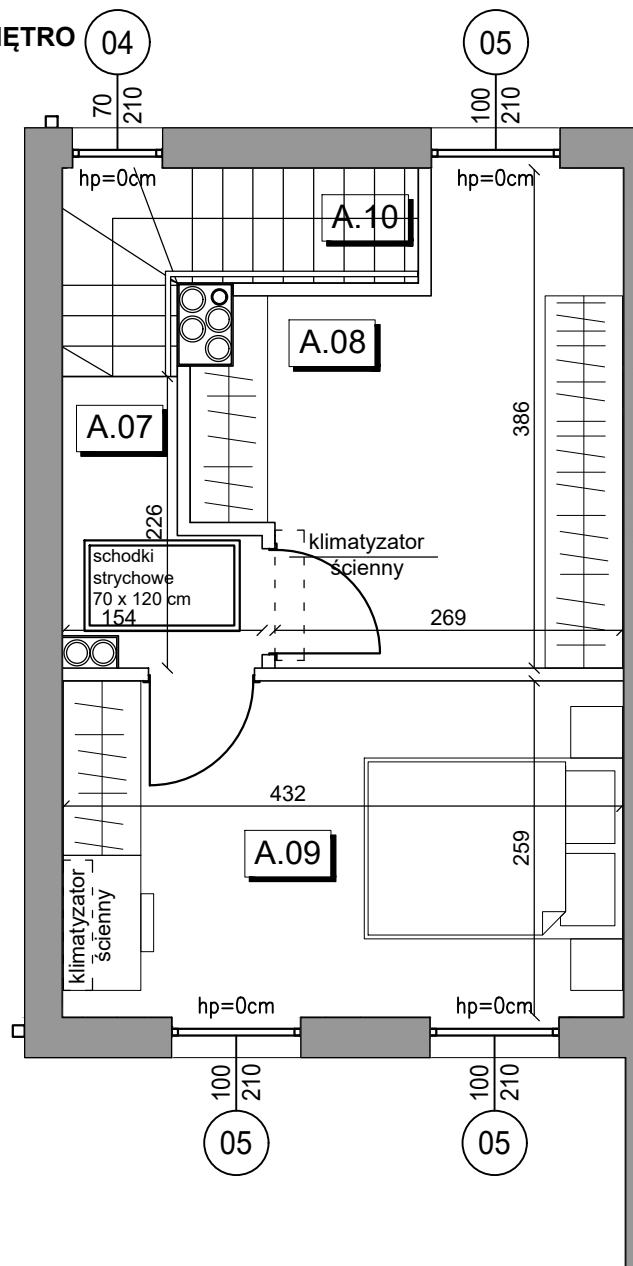 ĘTRO
04
05
70
210
100
210
hp=0cm
hp=0cm
A.10
A.08
A.07
386
226
klimatyzator
ścienny
schodki
strychowe
70 x 120 cm
154
269
432
259
A.09
klimatyzator
ścienny
hp=0cm
hp=0cm
100
210
100
210
05
05